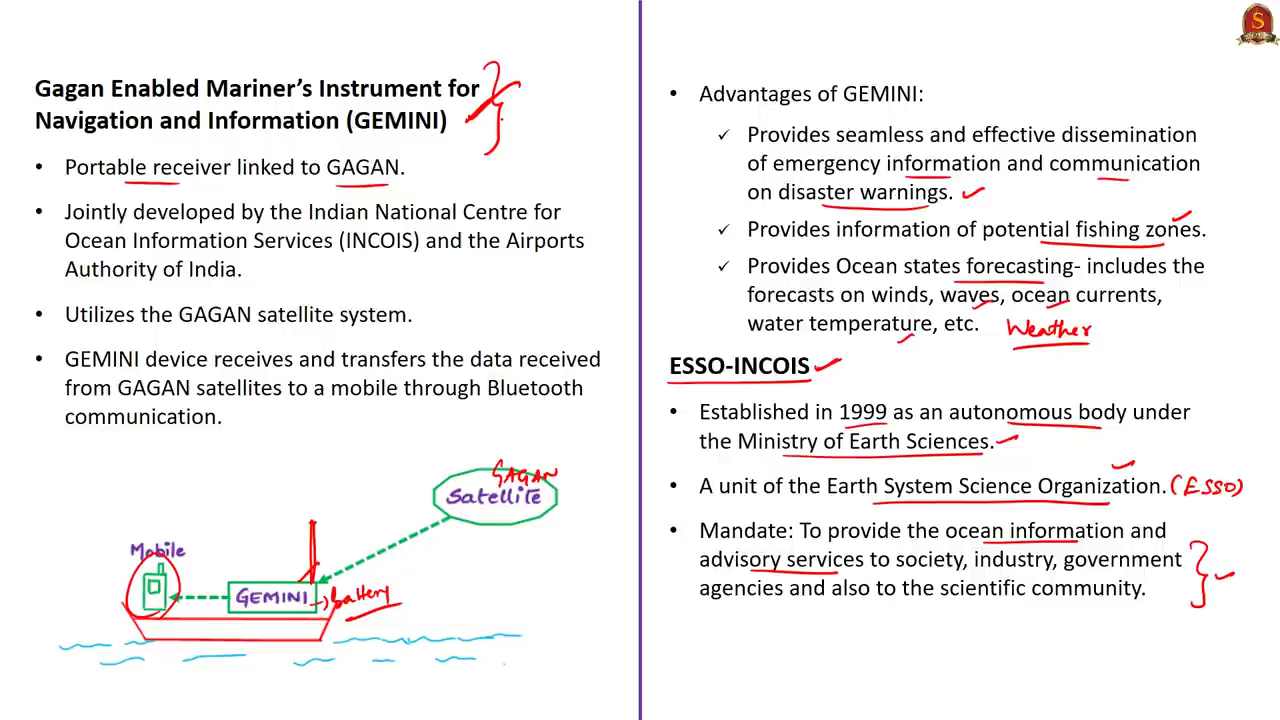 Gagan Enabled Mariner's Instrument for
Navigation and Information (GEMINI)
• Portable receiver linked to GAGAN.
• Jointly developed by the Indian National Centre for
Ocean Information Services (INCOIS) and the Airports
Authority of India.
• Utilizes the GAGAN satellite system.
• GEMINI device receives and transfers the data received
from GAGAN satellites to a mobile through Bluetooth
communication.
GAGAN
Satellite
Mobile
GEMINI
battery
S
• Advantages of GEMINI:
✓ Provides seamless and effective dissemination
of emergency information and communication
on disaster warnings.
✓ Provides information of potential fishing zones.
✓ Provides Ocean states forecasting- includes the
forecasts on winds, waves, ocean currents,
water temperature, etc.
Weather
ESSO-INCOIS
• Established in 1999 as an autonomous body under
the Ministry of Earth Sciences.
• A unit of the Earth System Science Organization. (ESSO)
• Mandate: To provide the ocean information and
advisory services to society, industry, government
agencies and also to the scientific community.